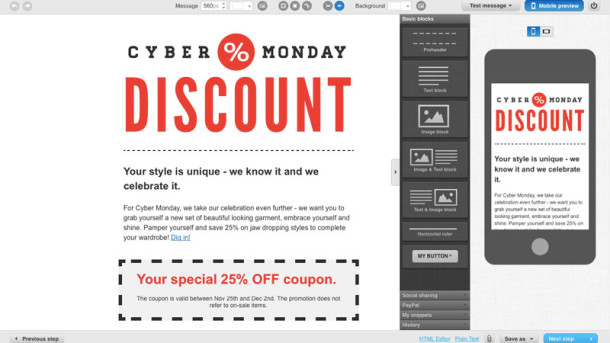 Message 560px Background Test message Mobile preview
CYBER % MONDAY
DISCOUNT
Your style is unique - we know it and we
celebrate it.
For Cyber Monday, we take our celebration even further - we want you to
grab yourself a new set of beautiful looking garment, embrace yourself and
shine. Pamper yourself and save 25% on jaw dropping styles to complete
your wardrobe! Dig in!
Your special 25% OFF coupon.
The coupon is valid between Nov 25th and Dec 2nd. The promotion does not
refer to on-sale items.
Basic blocks
Preheader
Text block
Image block
Image & Text block
Text & Image block
Horizontal ruler
MY BUTTON
Social sharing
PayPal
My snippets
History
CYBER % MONDAY
DISCOUNT
Your style is unique - we
know it and we celebrate
it.
For Cyber Monday, we take our
celebration even further - we want you to
grab yourself a new set of beautiful
looking garment, embrace yourself and
shine. Pamper yourself and save 25% on
jaw dropping styles to complete your
Previous step HTML Editor Plain Text Save as Next step